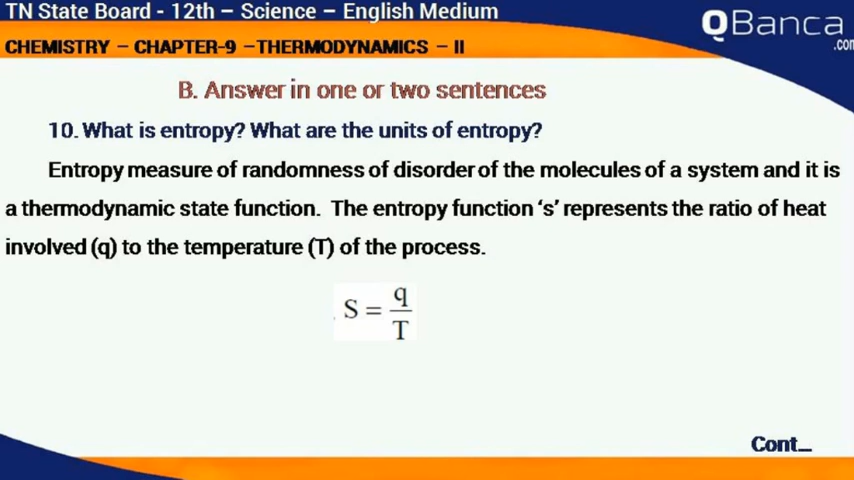 TN State Board - 12th – Science – English Medium
QBanca
.com
CHEMISTRY – CHAPTER-9 –THERMODYNAMICS – II
B. Answer in one or two sentences
10. What is entropy? What are the units of entropy?
Entropy measure of randomness of disorder of the molecules of a system and it is
a thermodynamic state function. The entropy function ‘s’ represents the ratio of heat
involved (q) to the temperature (T) of the process.
S = q
T
Cont...